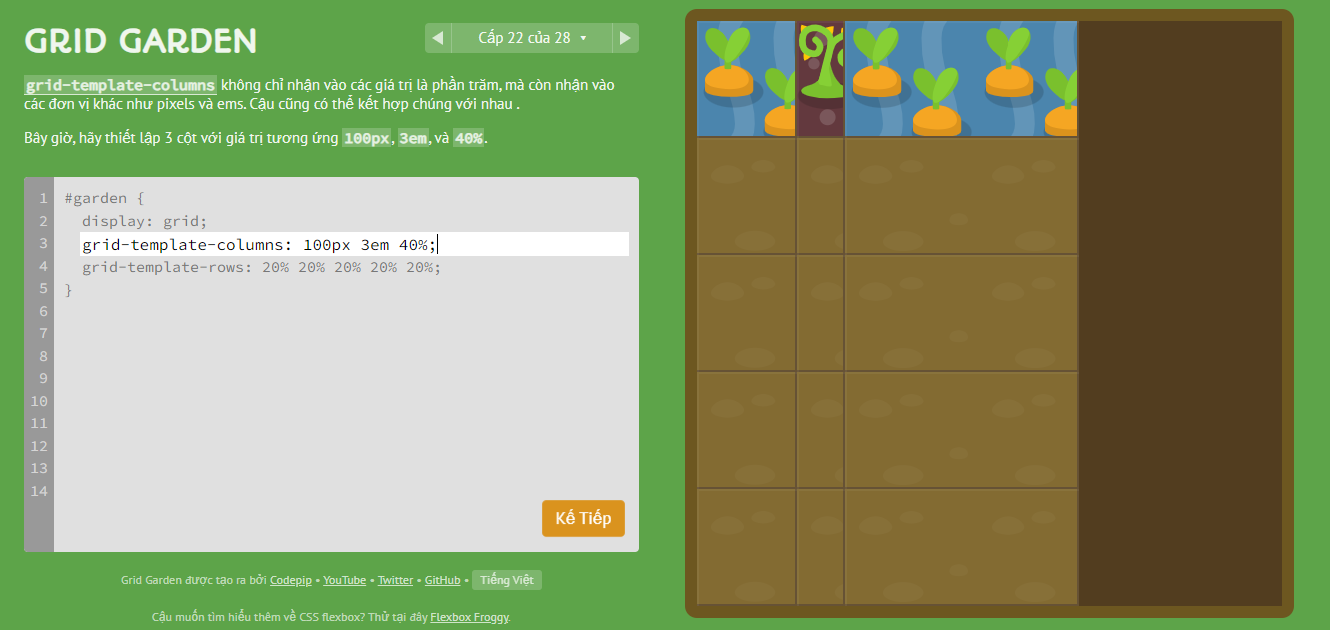 GRID GARDEN
Cấp 22 của 28
grid-template-columns không chỉ nhận vào các giá trị là phần trăm, mà còn nhận vào
các đơn vị khác như pixels và ems. Cậu cũng có thể kết hợp chúng với nhau .
Bây giờ, hãy thiết lập 3 cột với giá trị tương ứng 100px, 3em, và 40%.
1 #garden {
2 display: grid;
3 grid-template-columns: 100px 3em 40%;
4 grid-template-rows: 20% 20% 20% 20% 20%;
5 }
6
7
8
9
10
11
12
13
14
Kế Tiếp
Grid Garden được tạo ra bởi Codepip • YouTube • Twitter • GitHub • Tiếng Việt
Cậu muốn tìm hiểu thêm về CSS flexbox? Thử tại đây Flexbox Froggy.